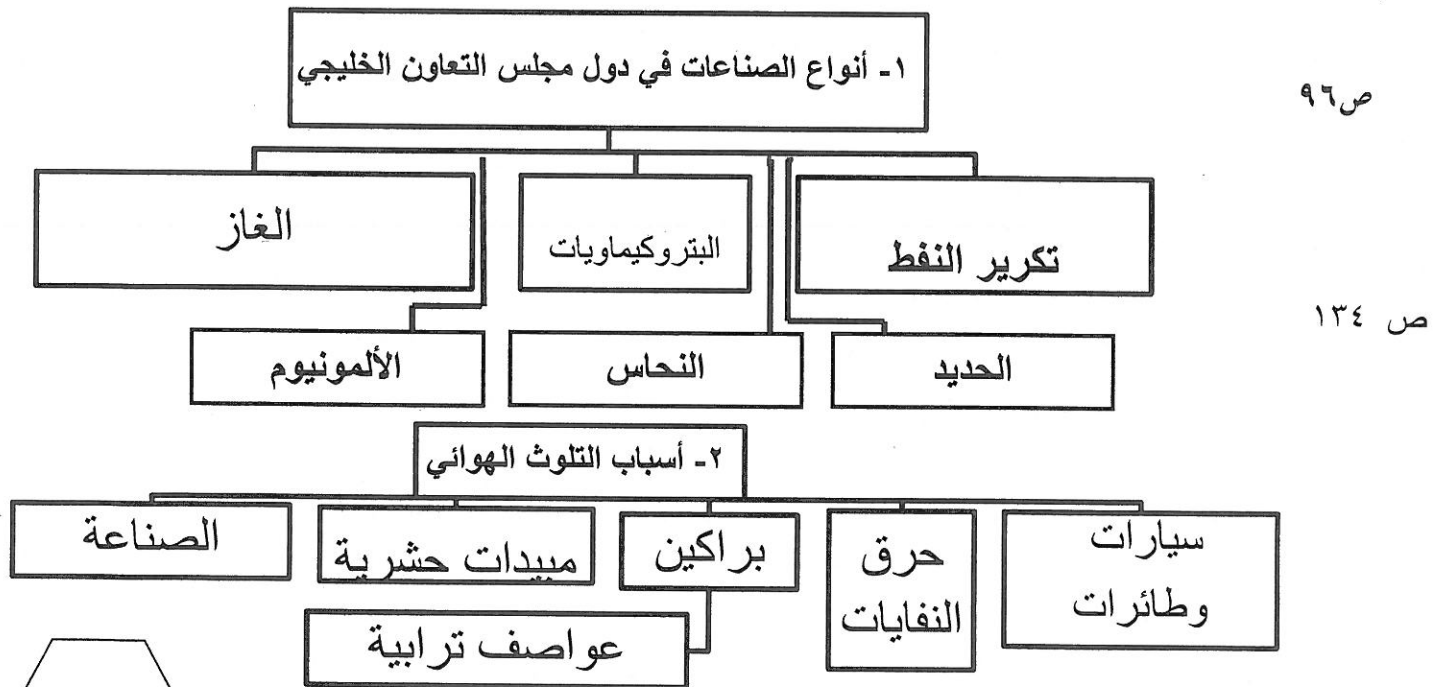 ١- أنواع الصناعات في دول مجلس التعاون الخليجي
ص٩٦
تكرير النفط
البتروكيماويات
الغاز
ص ١٣٤
الحديد
النحاس
الألمونيوم
٢- أسباب التلوث الهوائي
سيارات
وطائرات
حرق
النفايات
براكين
مبيدات حشرية
الصناعة
عواصف ترابية